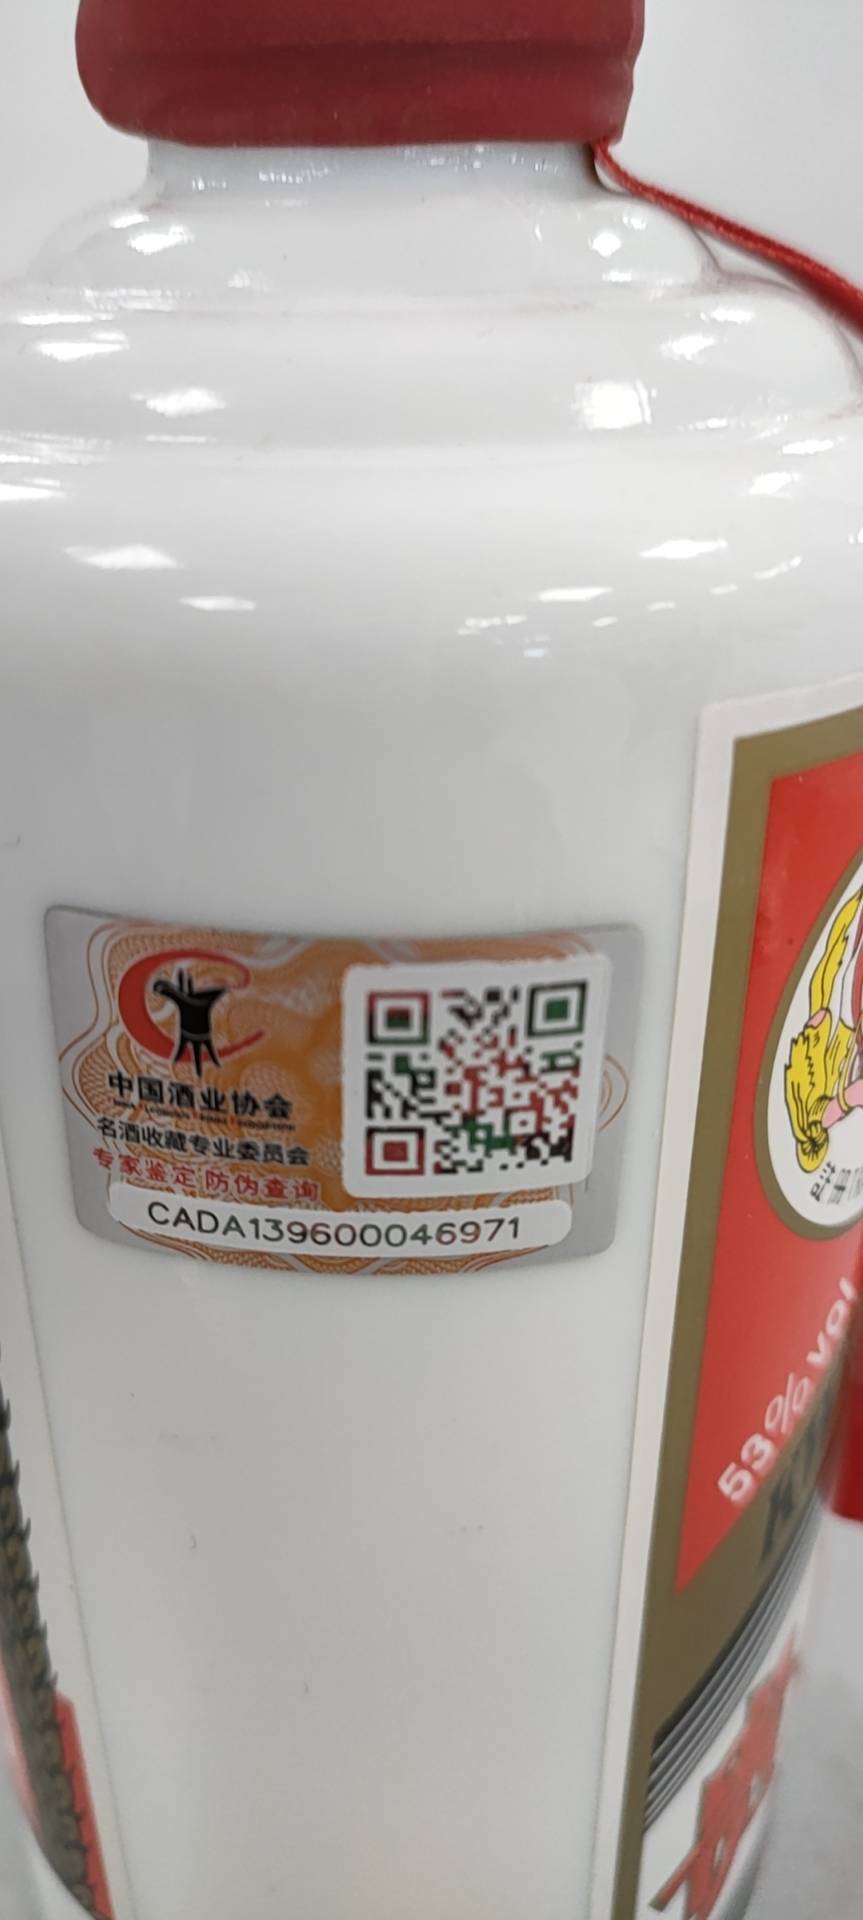 中国酒业协会
名酒收藏专业委员会
专家鉴定 防伪查询
CADA139600046971
53% vol